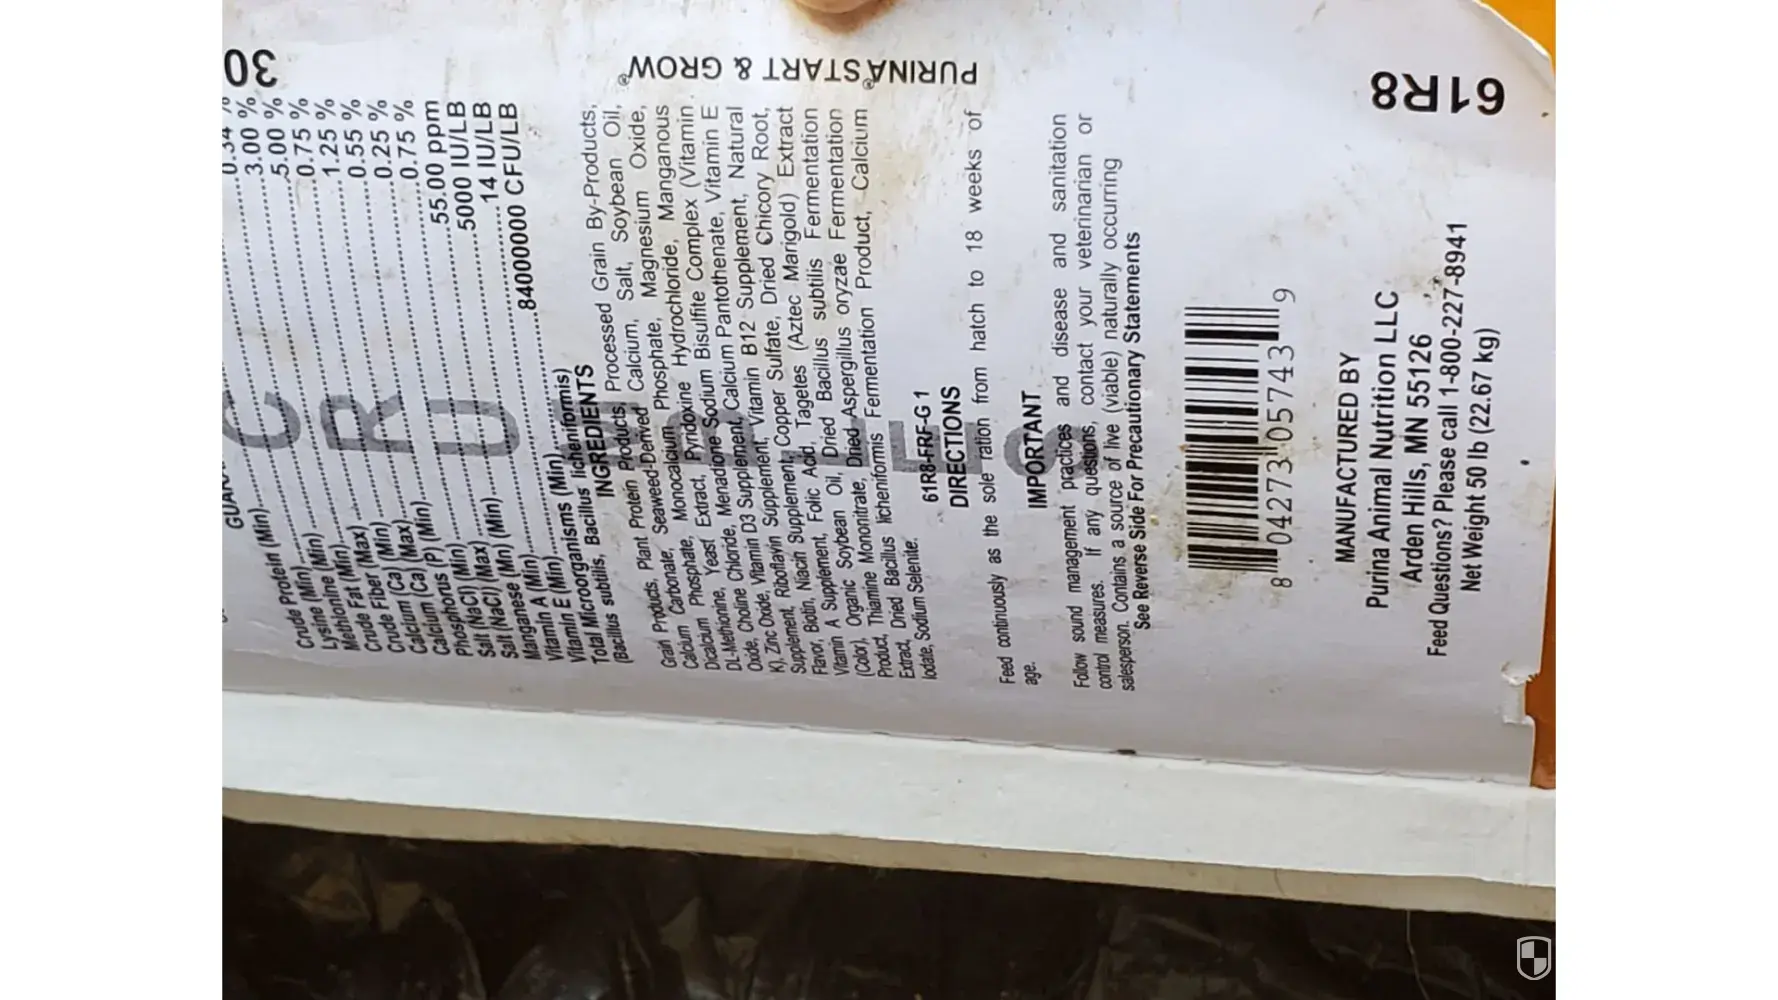 PURINA® START & GROW®
30
61R8
Crude Protein (Min)
Lysine (Min)
Methionine (Min)
Crude Fat (Min)
Crude Fiber (Max)
Calcium (Ca) (Min)
Calcium (Ca) (Max)
Phosphorus (P) (Min)
Salt (NaCl) (Min)
Salt (NaCl) (Max)
Manganese (Mn) (Min)
Vitamin A (Min)
Vitamin E (Min)
Total Microorganisms (Min)
(Bacillus subtilis, Bacillus licheniformis)
3.00 %
5.00 %
0.75 %
1.25 %
0.55 %
0.25 %
0.75 %
55.00 ppm
5000 IU/LB
14 IU/LB
84000000 CFU/LB
C
R
U
INGREDIENTS
Grain Products, Plant Protein Products, Processed Grain By-Products,
Calcium Carbonate, Seaweed-Derived Calcium, Salt, Soybean Oil,
Dicalcium Phosphate, Monocalcium Phosphate, Magnesium Oxide,
DL-Methionine, Yeast Extract, Pyridoxine Hydrochloride, Manganous
Oxide, Choline Chloride, Menadione Sodium Bisulfite Complex (Vitamin
K), Zinc Oxide, Vitamin D3 Supplement, Calcium Pantothenate, Vitamin E
Supplement, Riboflavin Supplement, Vitamin B12 Supplement, Natural
Flavor, Biotin, Niacin Supplement, Copper Sulfate, Dried Chicory Root,
Vitamin A Supplement, Folic Acid, Tagetes (Aztec Marigold) Extract
(Color), Organic Soybean Oil, Dried Bacillus subtilis Fermentation
Product, Thiamine Mononitrate, Dried Aspergillus oryzae Fermentation
Extract, Dried Bacillus licheniformis Fermentation Product, Calcium
Iodate, Sodium Selenite.
61R8-FRF-G 1
DIRECTIONS
Feed continuously as the sole ration from hatch to 18 weeks of
age.
IMPORTANT
Follow sound management practices and disease and sanitation
control measures. If any questions, contact your veterinarian or
salesperson. Contains a source of live (viable) naturally occurring
See Reverse Side For Precautionary Statements
8 04273 05743 9
MANUFACTURED BY
Purina Animal Nutrition LLC
Arden Hills, MN 55126
Feed Questions? Please call 1-800-227-8941
Net Weight 50 lb (22.67 kg)